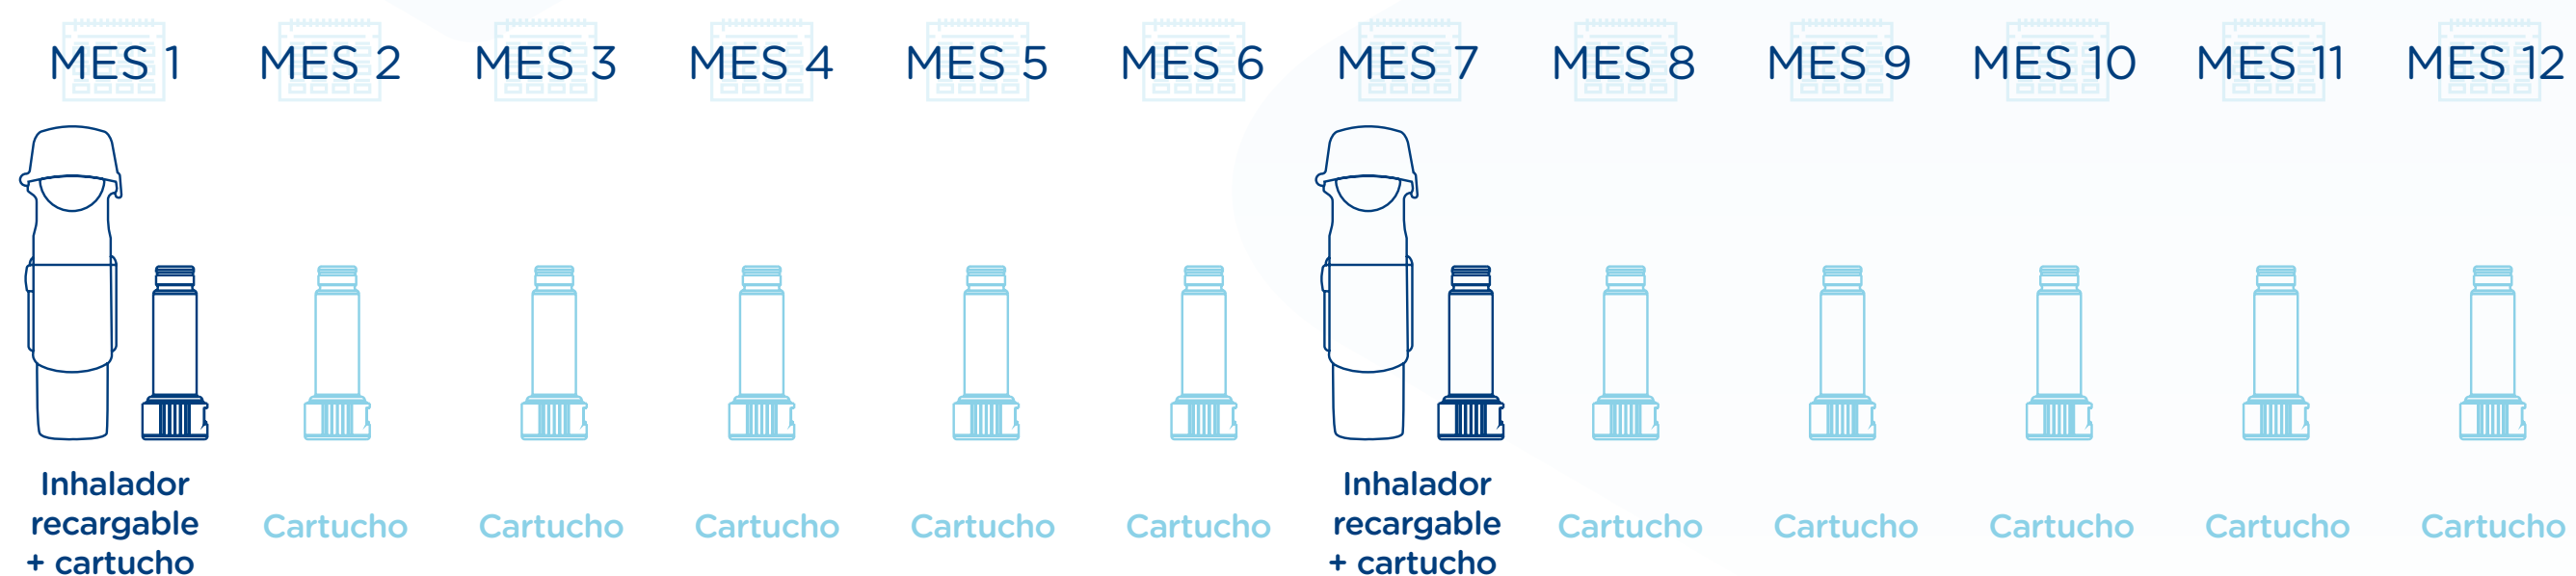 MES 1
MES 2
MES 3
MES 4
MES 5
MES 6
MES 7
MES 8
MES 9
MES 10
MES 11
MES 12
Inhalador
recargable
+ cartucho
Cartucho
Cartucho
Cartucho
Cartucho
Cartucho
Inhalador
recargable
+ cartucho
Cartucho
Cartucho
Cartucho
Cartucho
Cartucho